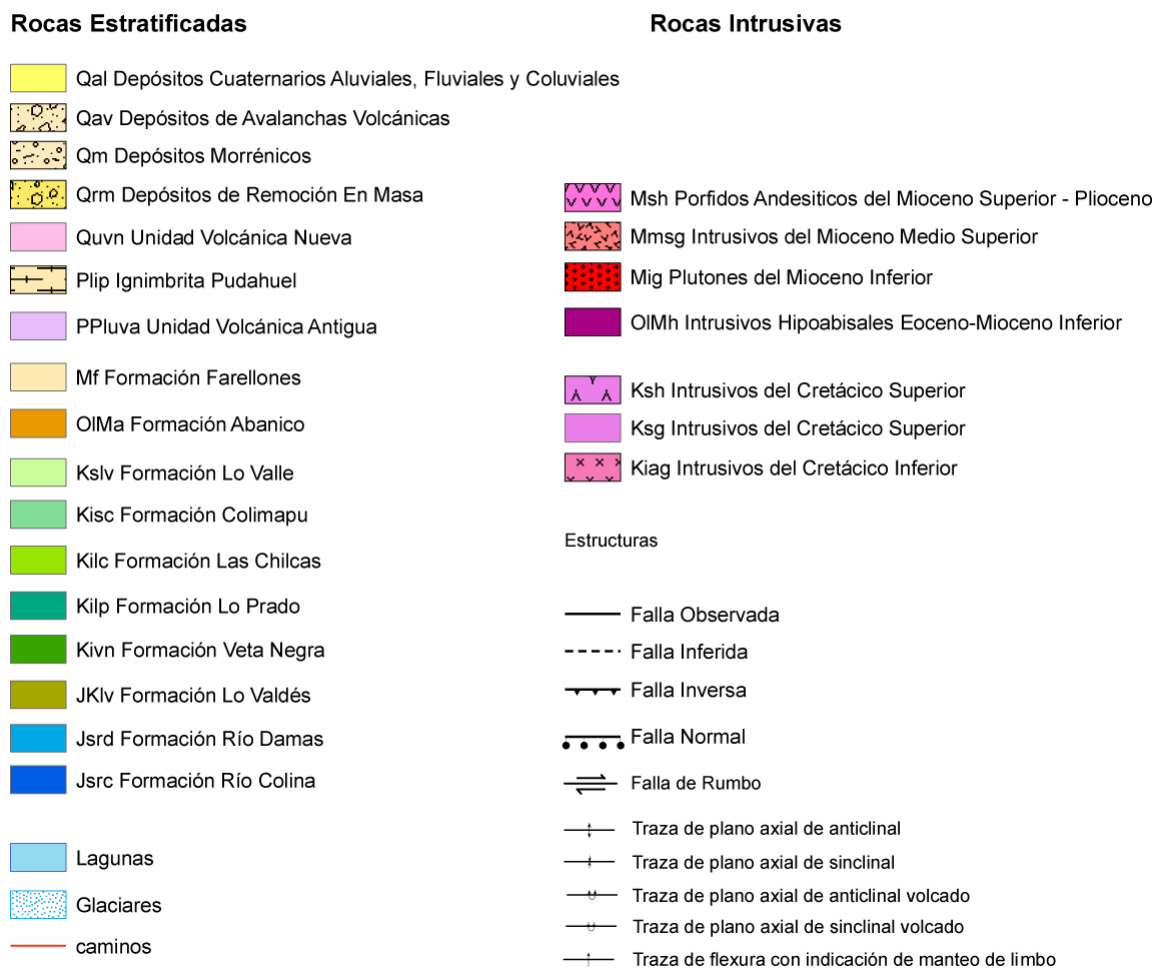 Rocas Estratificadas
Qal Depósitos Cuaternarios Aluviales, Fluviales y Coluviales
Qav Depósitos de Avalanchas Volcánicas
Qm Depósitos Morrénicos
Qrm Depósitos de Remoción En Masa
Quvn Unidad Volcánica Nueva
Plip Ignimbrita Pudahuel
PPluva Unidad Volcánica Antigua
Mf Formación Farellones
OlMa Formación Abanico
Kslv Formación Lo Valle
Kisc Formación Colimapu
Kilc Formación Las Chilcas
Kilp Formación Lo Prado
Kivn Formación Veta Negra
JKlv Formación Lo Valdés
Jsrd Formación Río Damas
Jsrc Formación Río Colina
Lagunas
Glaciares
caminos
Rocas Intrusivas
Msh Porfidos Andesiticos del Mioceno Superior - Plioceno
Mmsg Intrusivos del Mioceno Medio Superior
Mig Plutones del Mioceno Inferior
OlMh Intrusivos Hipoabisales Eoceno-Mioceno Inferior
Ksh Intrusivos del Cretácico Superior
Ksg Intrusivos del Cretácico Superior
Kiag Intrusivos del Cretácico Inferior
Estructuras
Falla Observada
Falla Inferida
Falla Inversa
Falla Normal
Falla de Rumbo
Traza de plano axial de anticlinal
Traza de plano axial de sinclinal
Traza de plano axial de anticlinal volcado
Traza de plano axial de sinclinal volcado
Traza de flexura con indicación de manteo de limbo